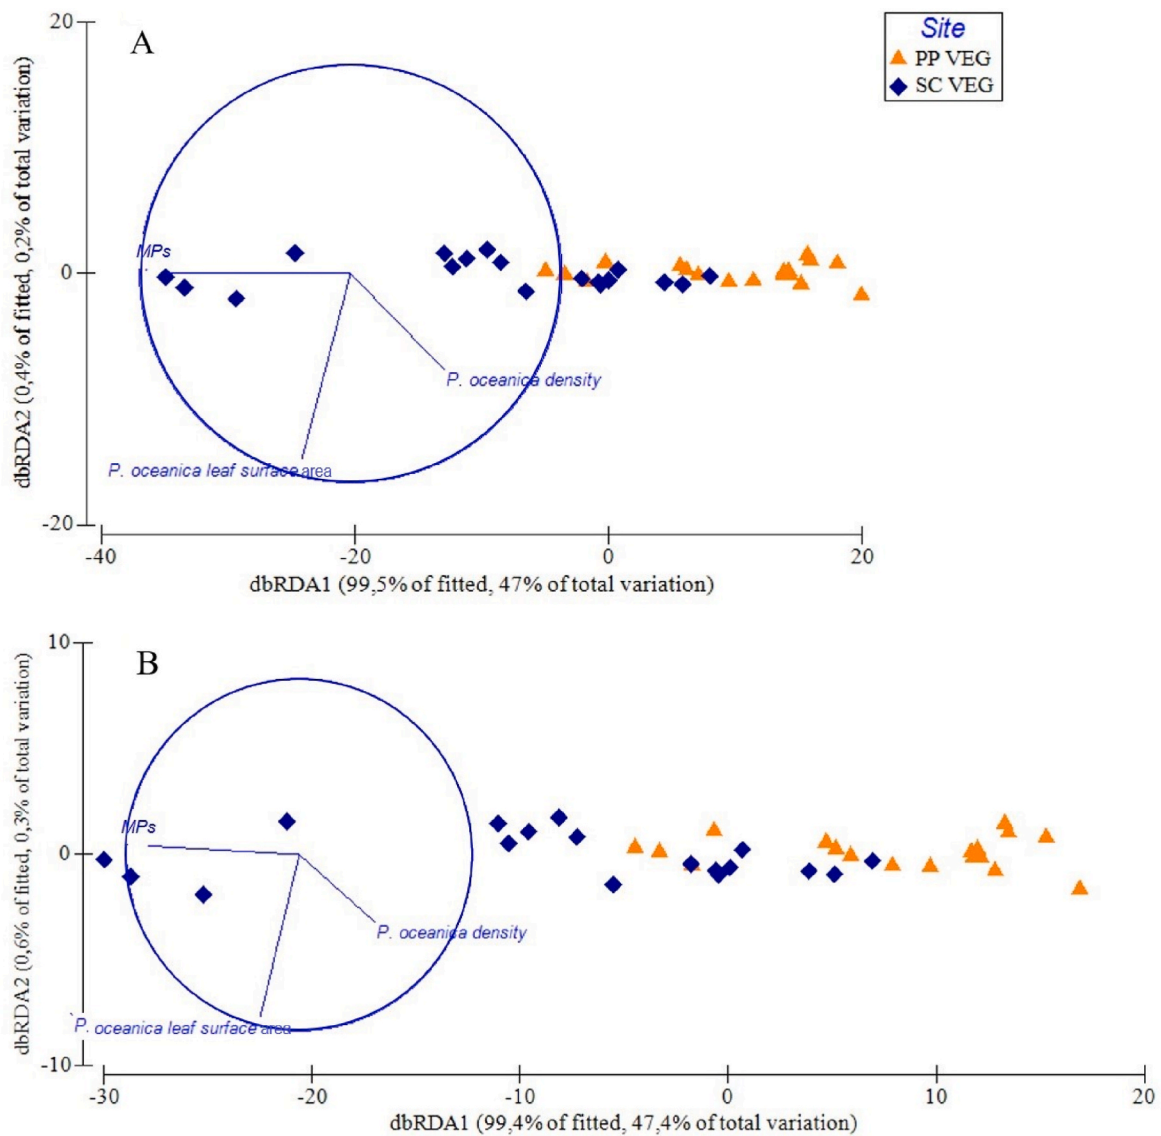 A
Site
PP VEG
SC VEG
20
0
-20
dbRDA2 (0,4% of fitted, 0,2% of total variation)
MPs
P. oceanica density
P. oceanica leaf surface area
-40
-20
0
20
dbRDA1 (99,5% of fitted, 47% of total variation)
B
10
0
-10
dbRDA2 (0,6% of fitted, 0,3% of total variation)
MPs
P. oceanica density
P. oceanica leaf surface area
-30
-20
-10
0
10
20
dbRDA1 (99,4% of fitted, 47,4% of total variation)